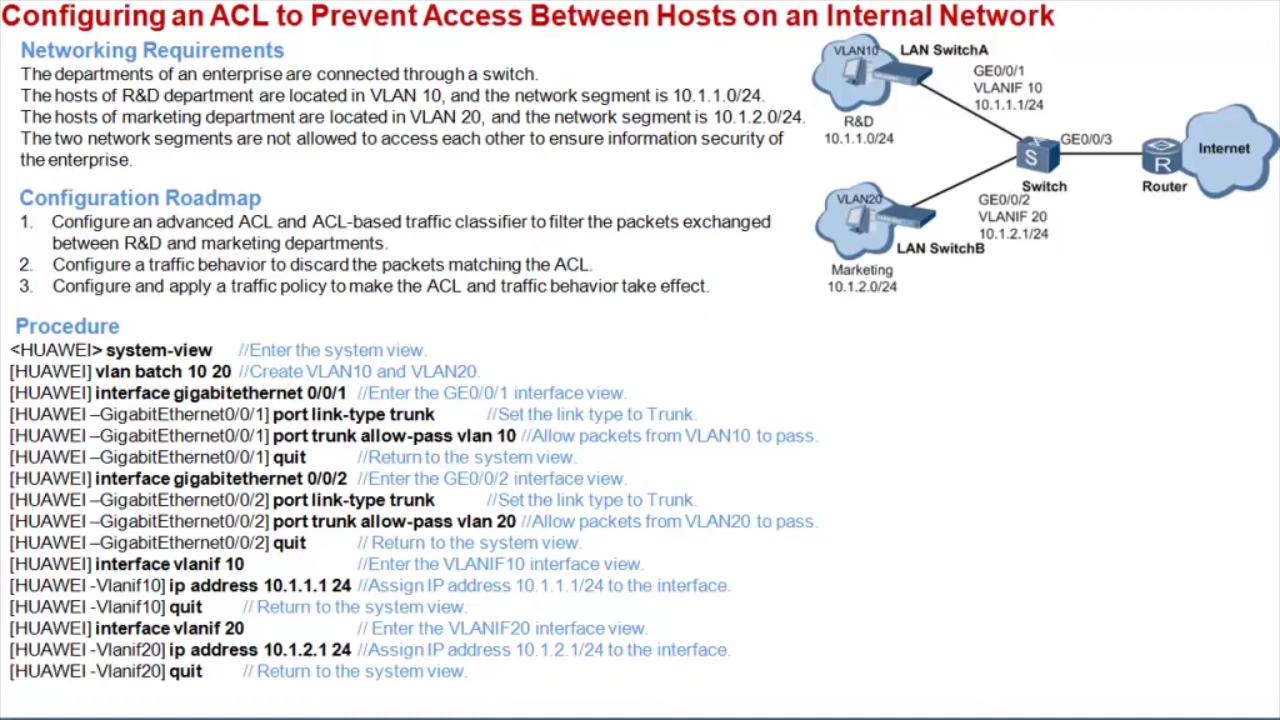 Configuring an ACL to Prevent Access Between Hosts on an Internal Network
Networking Requirements
The departments of an enterprise are connected through a switch.
The hosts of R&D department are located in VLAN 10, and the network segment is 10.1.1.0/24.
The hosts of marketing department are located in VLAN 20, and the network segment is 10.1.2.0/24.
The two network segments are not allowed to access each other to ensure information security of
the enterprise.
Configuration Roadmap
1. Configure an advanced ACL and ACL-based traffic classifier to filter the packets exchanged
between R&D and marketing departments.
2. Configure a traffic behavior to discard the packets matching the ACL.
3. Configure and apply a traffic policy to make the ACL and traffic behavior take effect.
VLAN10
LAN SwitchA
GE0/0/1
VLANIF 10
10.1.1.1/24
R&D
10.1.1.0/24
GE0/0/3
S
Switch
R
Router
Internet
VLAN20
GE0/0/2
VLANIF 20
10.1.2.1/24
LAN SwitchB
Marketing
10.1.2.0/24
Procedure
<HUAWEI> system-view //Enter the system view.
[HUAWEI] vlan batch 10 20 //Create VLAN10 and VLAN20.
[HUAWEI] interface gigabitethernet 0/0/1 //Enter the GE0/0/1 interface view.
[HUAWEI –GigabitEthernet0/0/1] port link-type trunk //Set the link type to Trunk.
[HUAWEI –GigabitEthernet0/0/1] port trunk allow-pass vlan 10 //Allow packets from VLAN10 to pass.
[HUAWEI –GigabitEthernet0/0/1] quit //Return to the system view.
[HUAWEI] interface gigabitethernet 0/0/2 //Enter the GE0/0/2 interface view.
[HUAWEI –GigabitEthernet0/0/2] port link-type trunk //Set the link type to Trunk.
[HUAWEI –GigabitEthernet0/0/2] port trunk allow-pass vlan 20 //Allow packets from VLAN20 to pass.
[HUAWEI –GigabitEthernet0/0/2] quit // Return to the system view.
[HUAWEI] interface vlanif 10 //Enter the VLANIF10 interface view.
[HUAWEI -Vlanif10] ip address 10.1.1.1 24 //Assign IP address 10.1.1.1/24 to the interface.
[HUAWEI -Vlanif10] quit // Return to the system view.
[HUAWEI] interface vlanif 20 // Enter the VLANIF20 interface view.
[HUAWEI -Vlanif20] ip address 10.1.2.1 24 //Assign IP address 10.1.2.1/24 to the interface.
[HUAWEI -Vlanif20] quit // Return to the system view.